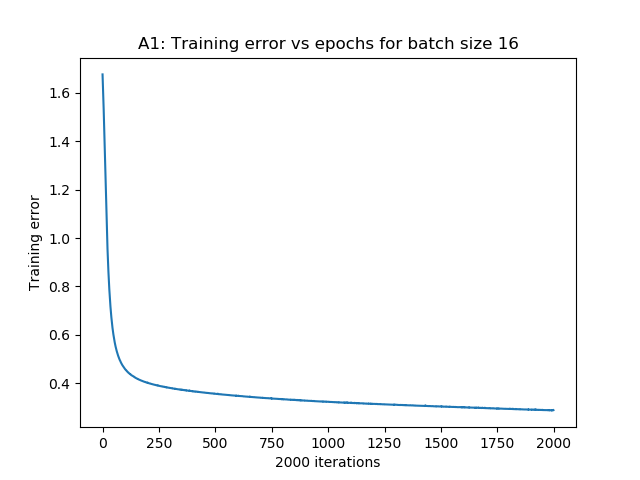 A1: Training error vs epochs for batch size 16
1.6
1.4
1.2
1.0
0.8
0.6
0.4
Training error
0 250 500 750 1000 1250 1500 1750 2000
2000 iterations